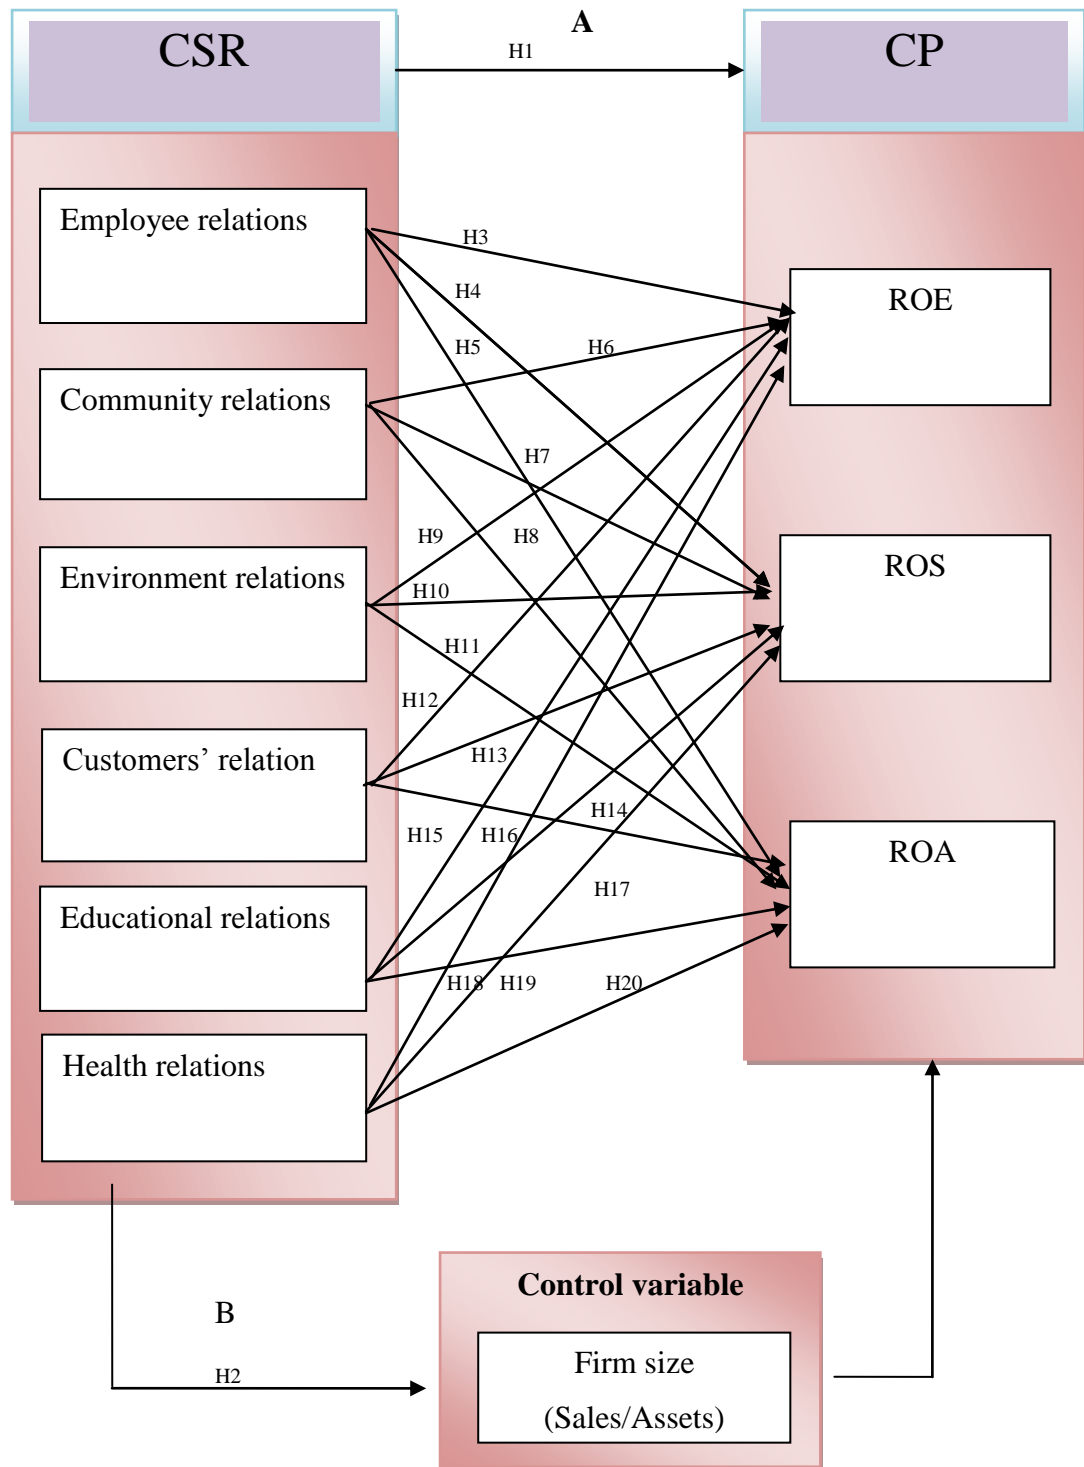 A
CSR
H1
CP
Employee relations
H3
H4
ROE
H5
H6
Community relations
H7
H9
H8
Environment relations
H10
ROS
H11
H12
Customers’ relation
H13
H14
H15
H16
ROA
H17
Educational relations
H18
H19
H20
Health relations
Control variable
B
H2
Firm size
(Sales/Assets)